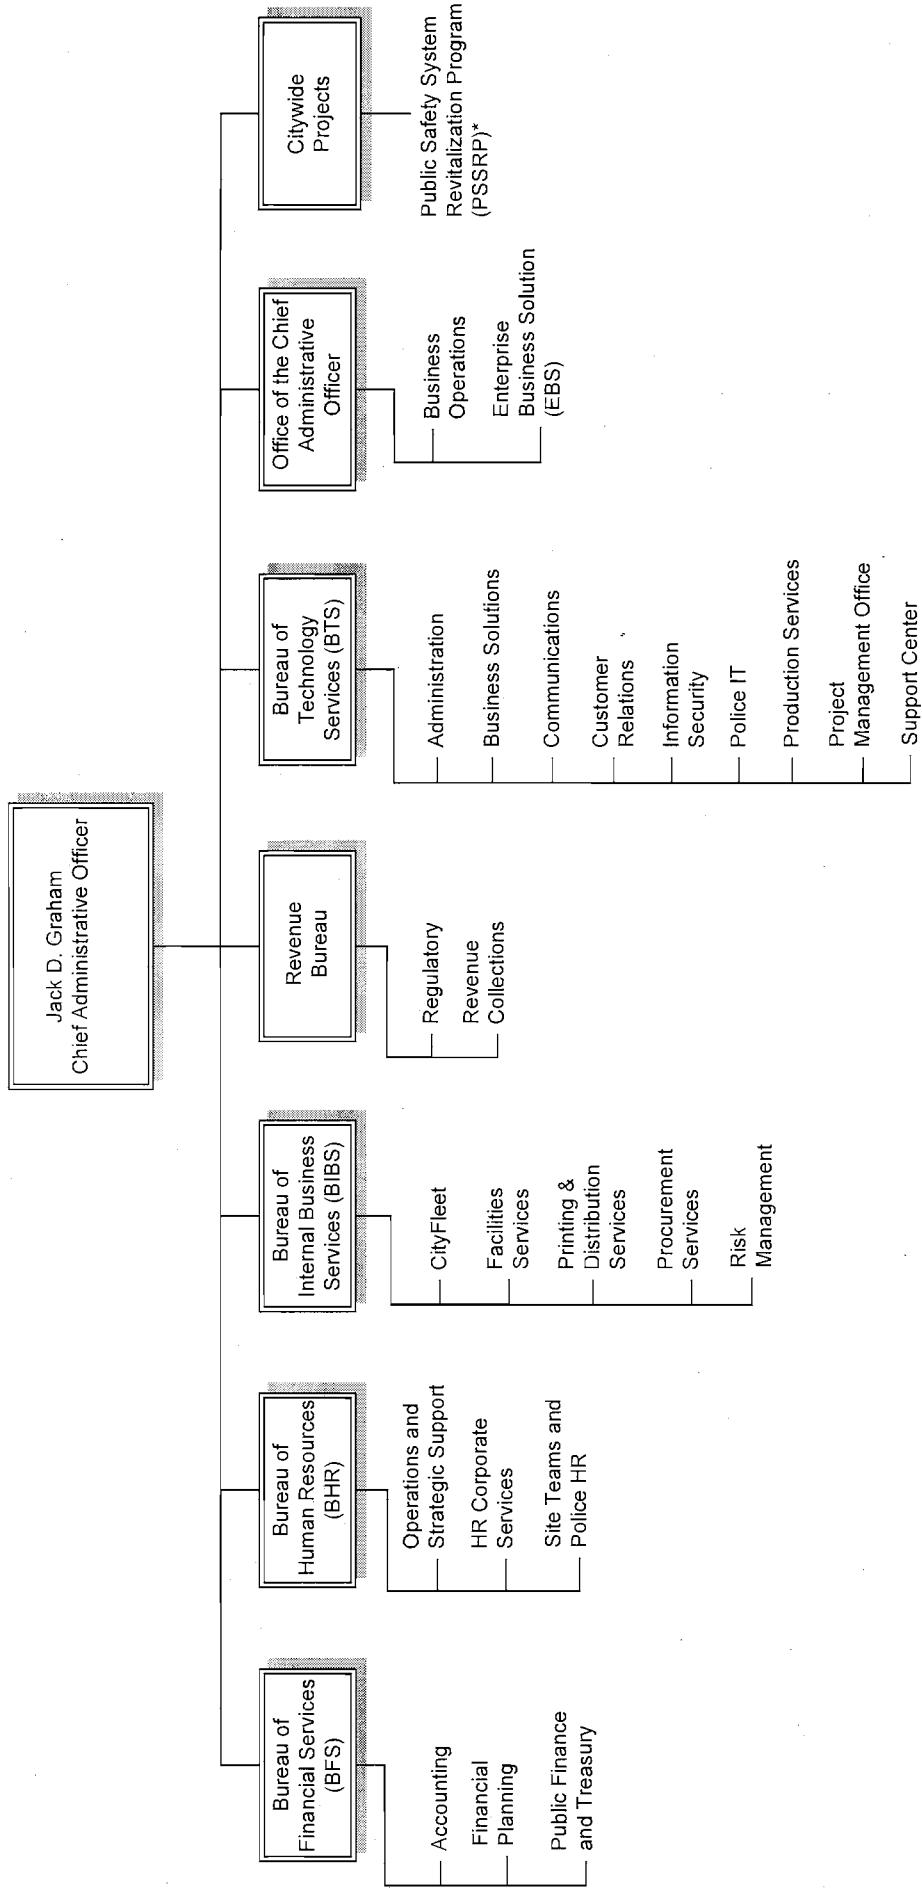 Jack D. Graham
Chief Administrative Officer
Bureau of
Financial Services
(BFS)
Accounting
Financial
Planning
Public Finance
and Treasury
Bureau of
Human Resources
(BHR)
Operations and
Strategic Support
HR Corporate
Services
Site Teams and
Police HR
Bureau of
Internal Business
Services (BIBS)
CityFleet
Facilities
Services
Printing &
Distribution
Services
Procurement
Services
Risk
Management
Revenue
Bureau
Regulatory
Revenue
Collections
Bureau of
Technology
Services (BTS)
Administration
Business Solutions
Communications
Customer
Relations
Information
Security
Police IT
Production Services
Project
Management Office
Support Center
Office of the Chief
Administrative
Officer
Business
Operations
Enterprise
Business Solution
(EBS)
Citywide
Projects
Public Safety System
Revitalization Program
(PSSRP)*